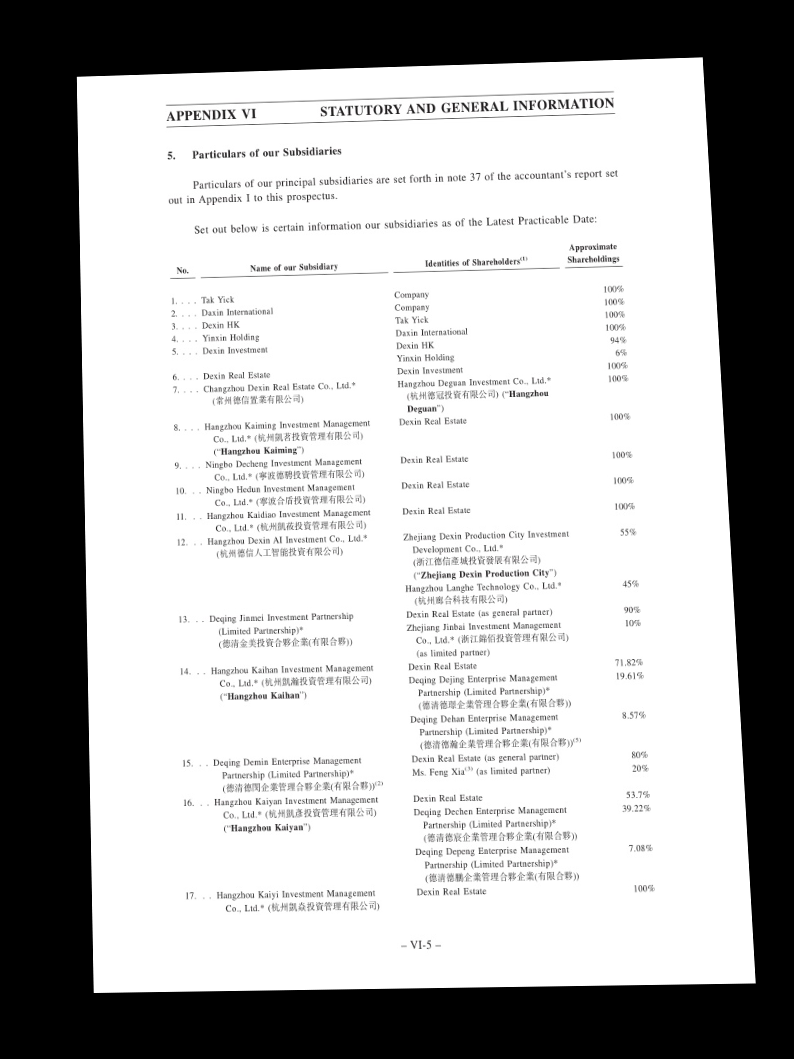 APPENDIX VI STATUTORY AND GENERAL INFORMATION
5. Particulars of our Subsidiaries
Particulars of our principal subsidiaries are set forth in note 37 of the accountant's report set
out in Appendix I to this prospectus.
Set out below is certain information our subsidiaries as of the Latest Practicable Date:
Approximate
No. Name of our Subsidiary Identities of Shareholders(1) Shareholdings
1. . . . Tak Yick Company 100%
2. . . . Daxin International Company 100%
3. . . . Dexin HK Tak Yick 100%
4. . . . Yinxin Holding Daxin International 100%
5. . . . Dexin Investment Dexin HK 94%
Yinxin Holding 6%
6. . . . Dexin Real Estate Dexin Investment 100%
7. . . . Changzhou Dexin Real Estate Co., Ltd.* Hangzhou Deguan Investment Co., Ltd.* 100%
(常州德信置業有限公司) (杭州德冠投資有限公司) (“Hangzhou
Deguan”)
8. . . . Hangzhou Kaiming Investment Management Dexin Real Estate 100%
Co., Ltd.* (杭州凱茗投資管理有限公司)
(“Hangzhou Kaiming”)
9. . . . Ningbo Decheng Investment Management Dexin Real Estate 100%
Co., Ltd.* (寧波德騁投資管理有限公司)
10. . . Ningbo Hedun Investment Management Dexin Real Estate 100%
Co., Ltd.* (寧波合盾投資管理有限公司)
11. . . Hangzhou Kaidiao Investment Management Dexin Real Estate 100%
Co., Ltd.* (杭州凱投資管理有限公司)
12. . . Hangzhou Dexin AI Investment Co., Ltd.* Zhejiang Dexin Production City Investment 55%
(杭州德信人工智能投資有限公司) Development Co., Ltd.*
(浙江德信產城投資發展有限公司)
(“Zhejiang Dexin Production City”)
Hangzhou Langhe Technology Co., Ltd.* 45%
(杭州廊合科技有限公司)
13. . . Deqing Jinmei Investment Partnership Dexin Real Estate (as general partner) 90%
(Limited Partnership)* Zhejiang Jinbai Investment Management 10%
(德清金美投資合夥企業(有限合夥)) Co., Ltd.* (浙江錦佰投資管理有限公司)
(as limited partner)
14. . . Hangzhou Kaihan Investment Management Dexin Real Estate 71.82%
Co., Ltd.* (杭州凱瀚投資管理有限公司) Deqing Dejing Enterprise Management 19.61%
(“Hangzhou Kaihan”) Partnership (Limited Partnership)*
(德清德璟企業管理合夥企業(有限合夥))
Deqing Dehan Enterprise Management 8.57%
Partnership (Limited Partnership)*
(德清德瀚企業管理合夥企業(有限合夥))(5)
15. . . Deqing Demin Enterprise Management Dexin Real Estate (as general partner) 80%
Partnership (Limited Partnership)* Ms. Feng Xia(3) (as limited partner) 20%
(德清德閔企業管理合夥企業(有限合夥))(2)
16. . . Hangzhou Kaiyan Investment Management Dexin Real Estate 53.7%
Co., Ltd.* (杭州凱彥投資管理有限公司) Deqing Dechen Enterprise Management 39.22%
(“Hangzhou Kaiyan”) Partnership (Limited Partnership)*
(德清德宸企業管理合夥企業(有限合夥))
Deqing Depeng Enterprise Management 7.08%
Partnership (Limited Partnership)*
(德清德鵬企業管理合夥企業(有限合夥))
17. . . Hangzhou Kaiyi Investment Management Dexin Real Estate 100%
Co., Ltd.* (杭州凱焱投資管理有限公司)
– VI-5 –